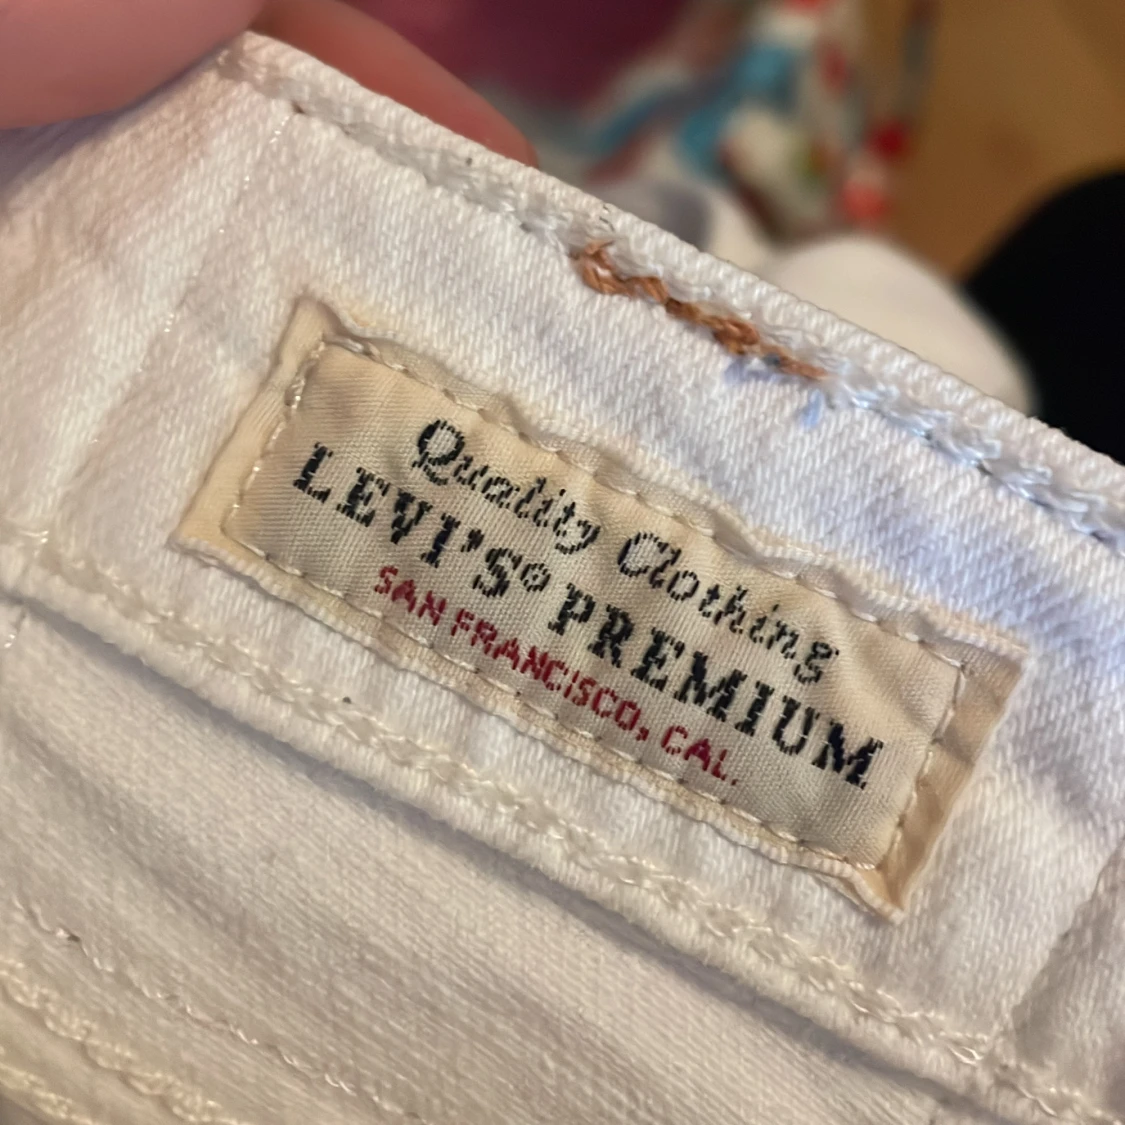 Quality Clothing
LEVI'S® PREMIUM
SAN FRANCISCO, CAL.